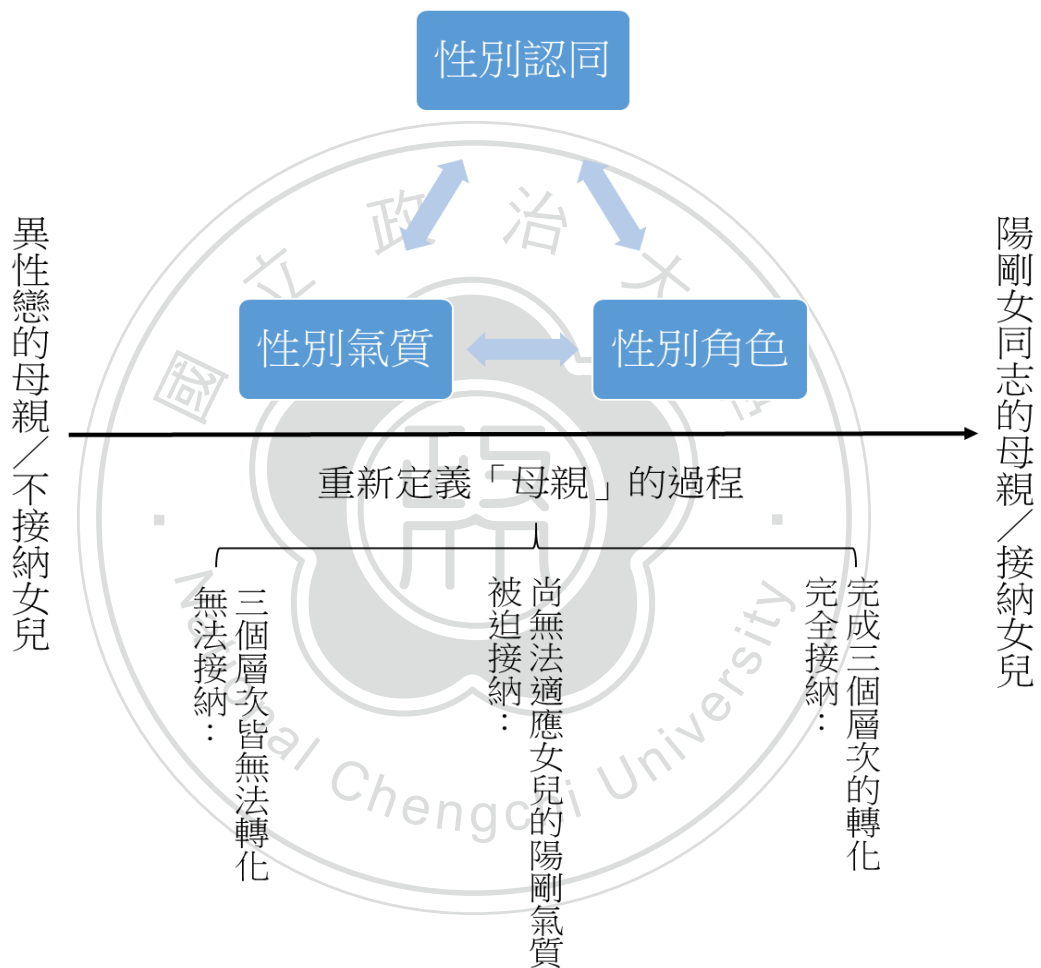 性別認同
性別氣質
性別角色
異性戀的母親／不接納女兒
陽剛女同志的母親／接納女兒
重新定義「母親」的過程
無法接納：
三個層次皆無法轉化
被迫接納：
尚無法適應女兒的陽剛氣質
完全接納：
完成三個層次的轉化
國立政治大學
National Chengchi University